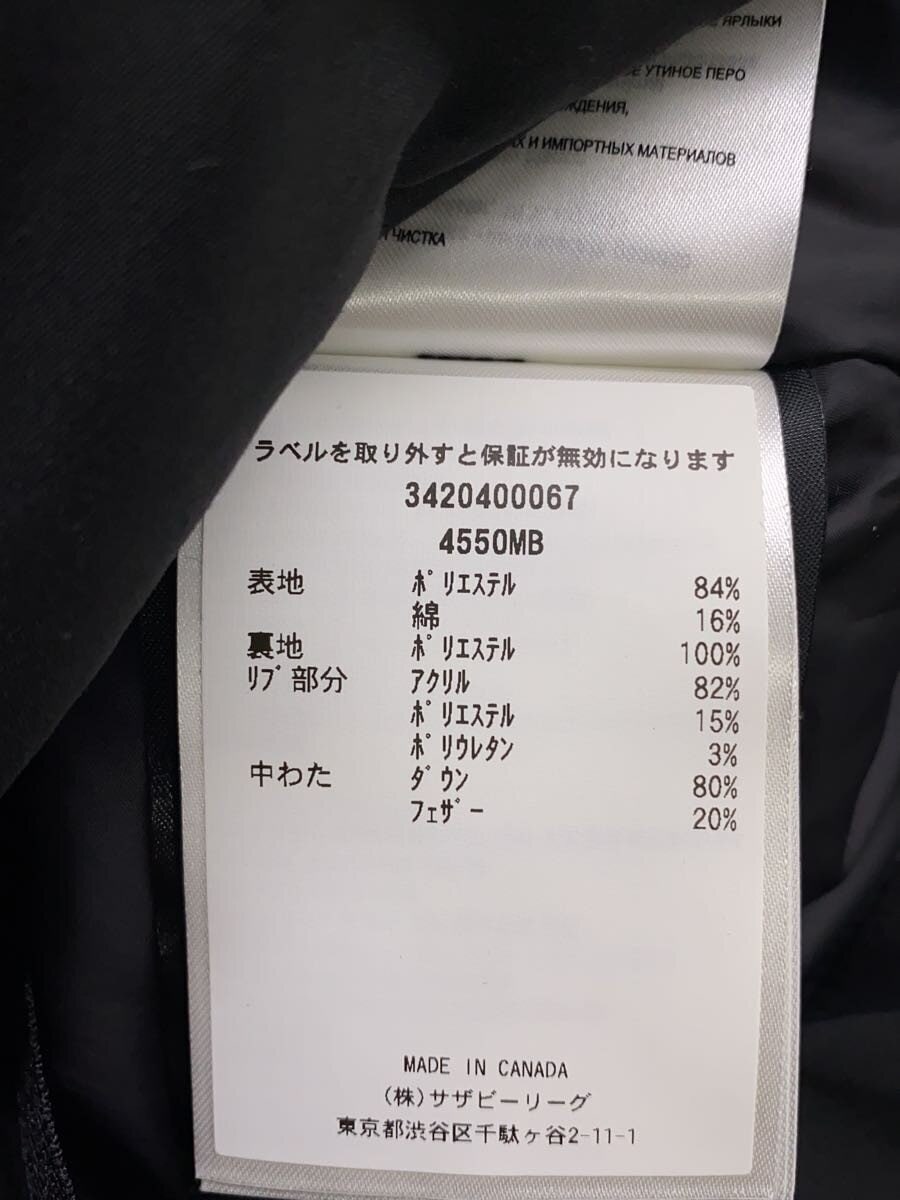 ЯРЛЫКИ
УТИНОЕ ПЕРО
И ИМПОРТНЫХ МАТЕРИАЛОВ
ЧИСТКА
ラベルを取り外すと保証が無効になります
3420400067
4550MB
表地 ﾎﾟﾘｴｽﾃﾙ 84%
綿 16%
裏地 ﾎﾟﾘｴｽﾃﾙ 100%
ﾘﾌﾞ部分 ｱｸﾘﾙ 82%
ﾎﾟﾘｴｽﾃﾙ 15%
ﾎﾟﾘｳﾚﾀﾝ 3%
中わた ﾀﾞｳﾝ 80%
ﾌｪｻﾞｰ 20%
MADE IN CANADA
(株)サザビーリーグ
東京都渋谷区千駄ヶ谷2-11-1